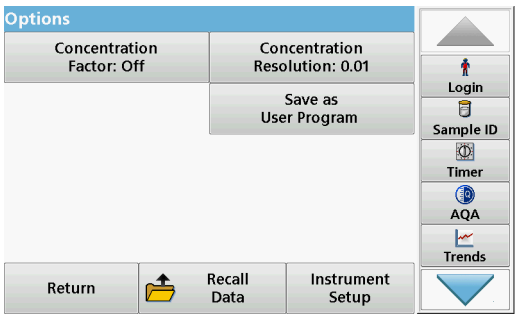 Options
Concentration
Factor: Off
Concentration
Resolution: 0.01
Save as
User Program
Login
Sample ID
Timer
AQA
Trends
Return
Recall
Data
Instrument
Setup